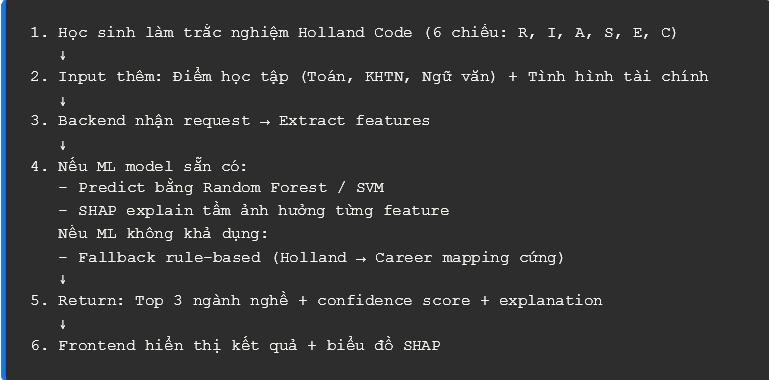 1. Học sinh làm trắc nghiệm Holland Code (6 chiều: R, I, A, S, E, C)
↓
2. Input thêm: Điểm học tập (Toán, KHTN, Ngữ văn) + Tình hình tài chính
↓
3. Backend nhận request → Extract features
↓
4. Nếu ML model sẵn có:
- Predict bằng Random Forest / SVM
- SHAP explain tầm ảnh hưởng từng feature
Nếu ML không khả dụng:
- Fallback rule-based (Holland → Career mapping cứng)
↓
5. Return: Top 3 ngành nghề + confidence score + explanation
↓
6. Frontend hiển thị kết quả + biểu đồ SHAP